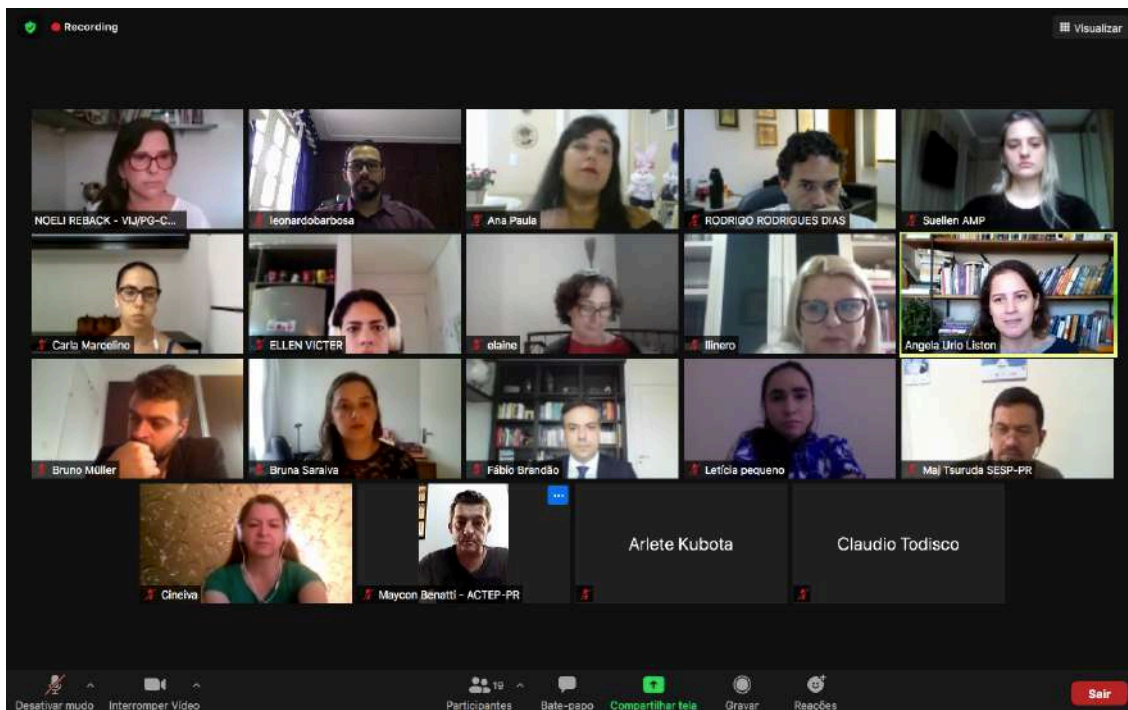 Recording
Visualizar
NOELI REBACK - VIJ/PG-C...
leonardobarbosa
Ana Paula
RODRIGO RODRIGUES DIAS
Suellen AMP
Carla Marcelino
ELLEN VICTER
elaine
llinero
Angela Urio Liston
Bruno Müller
Bruna Saraiva
Fábio Brandão
Letícia pequeno
Maj Tsuruda SESP-PR
Cineiva
Maycon Benatti - ACTEP-PR
Arlete Kubota
Claudio Todisco
Desativar mudo
Interromper Vídeo
19
Participantes
Bate-papo
Compartilhar tela
Gravar
Reações
Sair